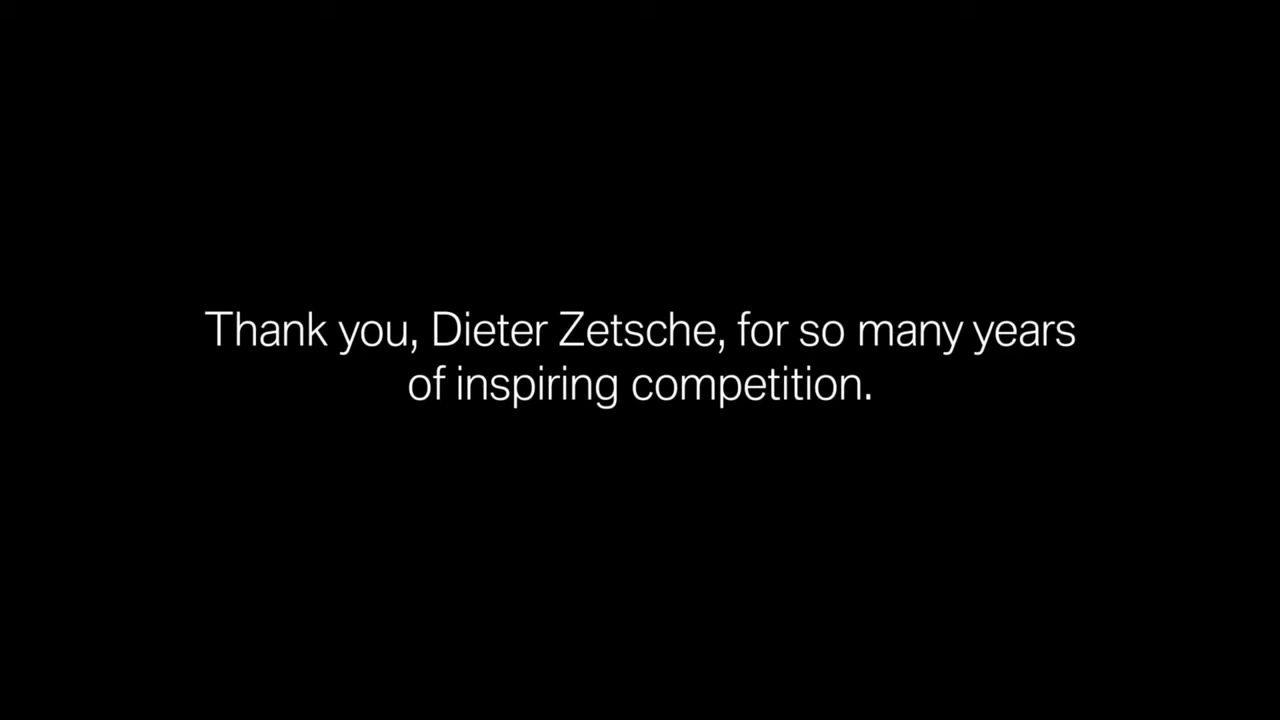 Thank you, Dieter Zetsche, for so many years
of inspiring competition.